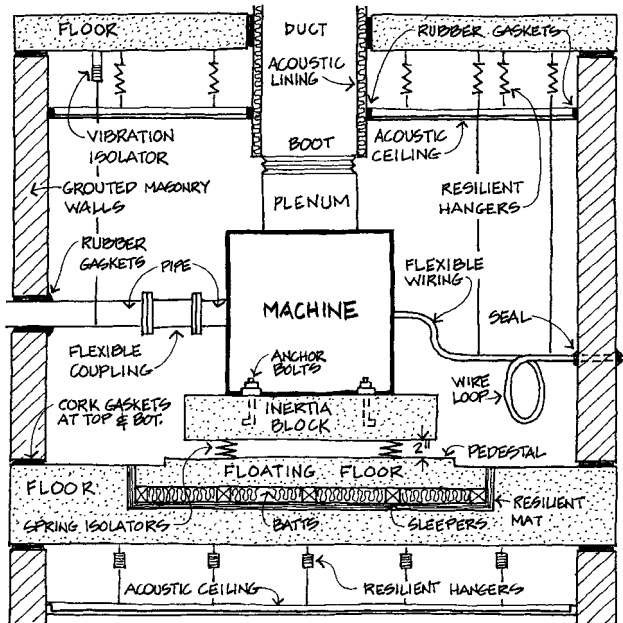 FLOOR
DUCT
RUBBER GASKETS
ACOUSTIC
LINING
VIBRATION
ISOLATOR
BOOT
ACOUSTIC
CEILING
GROUTED MASONRY
WALLS
PLENUM
RESILIENT
HANGERS
RUBBER
GASKETS
PIPE
MACHINE
FLEXIBLE
WIRING
SEAL
FLEXIBLE
COUPLING
ANCHOR
BOLTS
WIRE
LOOP
CORK GASKETS
AT TOP & BOT.
INERTIA
BLOCK
2"
PEDESTAL
FLOATING FLOOR
FLOOR
RESILIENT
MAT
SPRING ISOLATORS
BATTS
SLEEPERS
ACOUSTIC CEILING
RESILIENT HANGERS